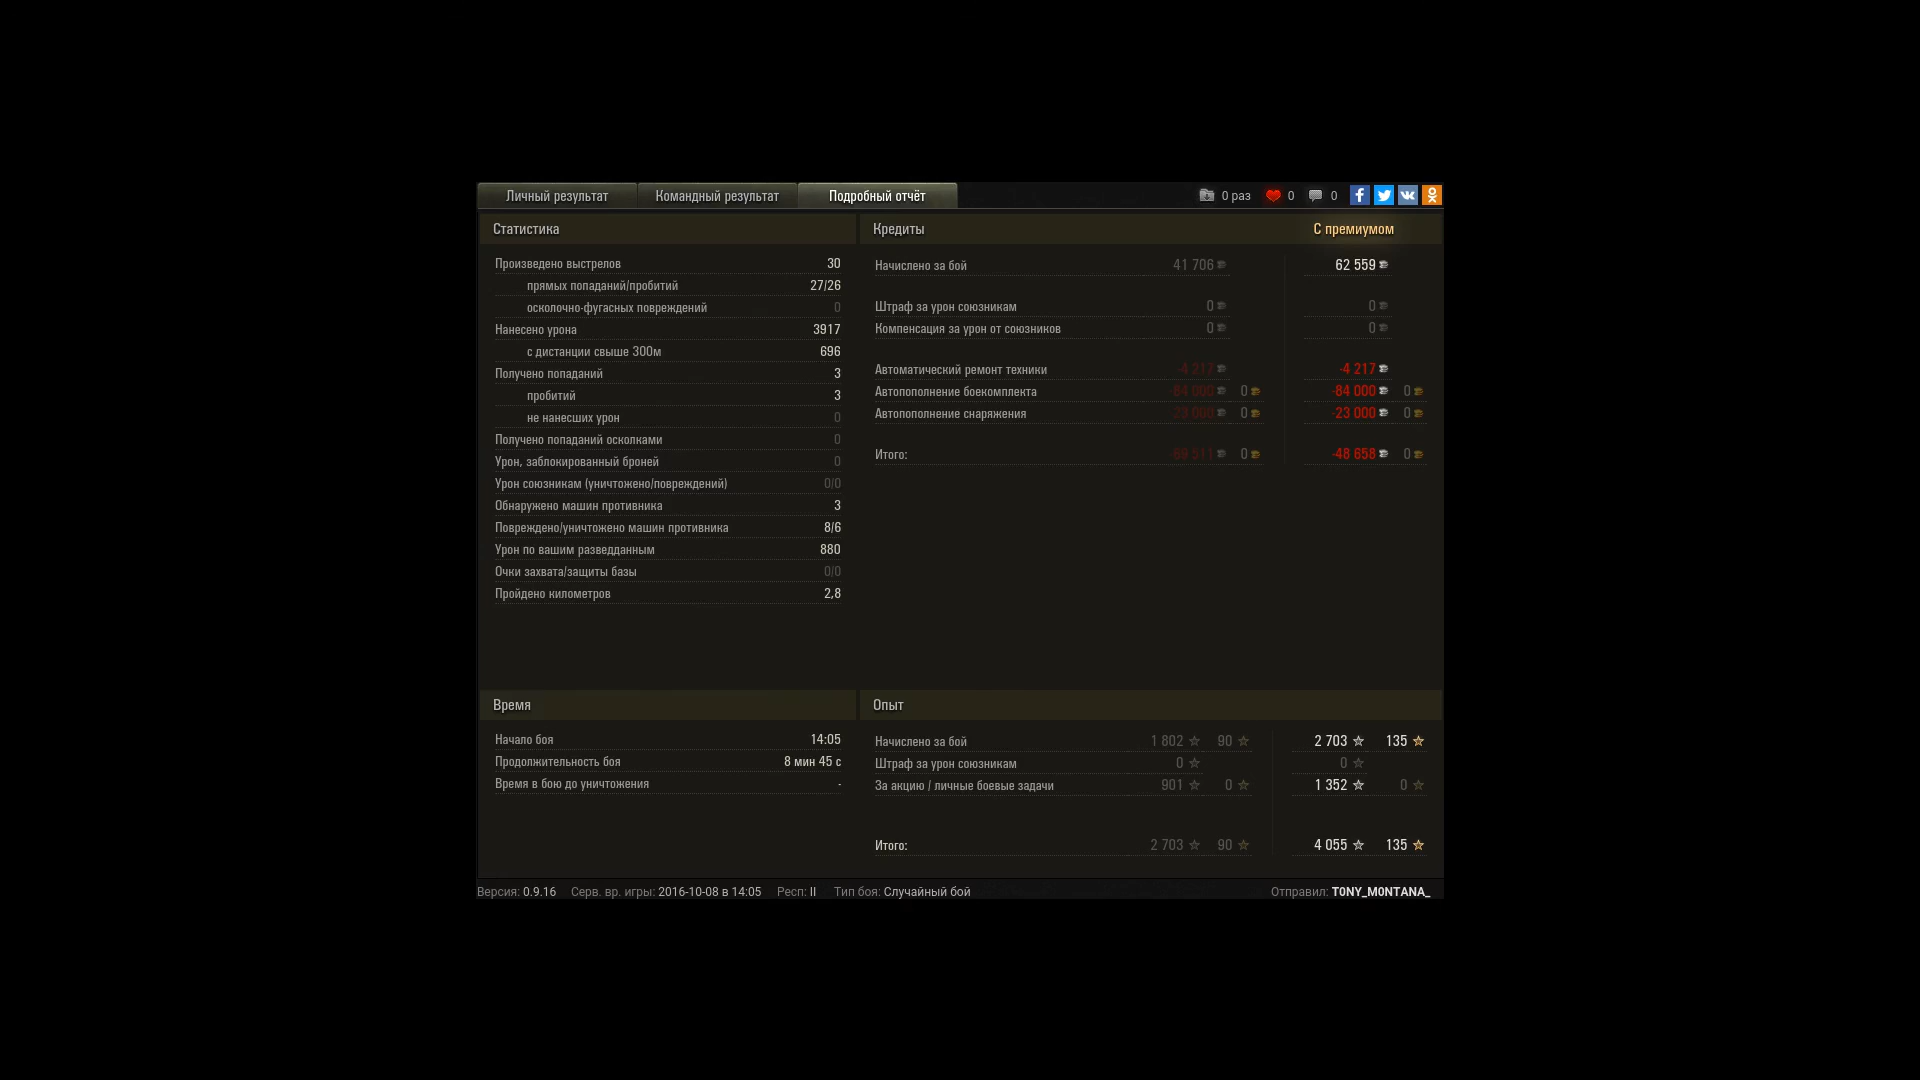 Личный результат Командный результат Подробный отчёт 0 раз 0 0
Статистика
Произведено выстрелов 30
прямых попаданий/пробитий 27/26
осколочно-фугасных повреждений 0
Нанесено урона 3917
с дистанции свыше 300м 696
Получено попаданий 3
пробитий 3
не нанесших урон 0
Получено попаданий осколками 0
Урон, заблокированный броней 0
Урон союзникам (уничтожено/повреждений) 0/0
Обнаружено машин противника 3
Повреждено/уничтожено машин противника 8/6
Урон по вашим разведданным 880
Очки захвата/защиты базы 0/0
Пройдено километров 2,8
Кредиты С премиумом
Начислено за бой 41 706 62 559
Штраф за урон союзникам 0 0
Компенсация за урон от союзников 0 0
Автоматический ремонт техники -4 217 -4 217
Автопополнение боекомплекта -84 000 0 -84 000 0
Автопополнение снаряжения -23 000 0 -23 000 0
Итого: -69 511 0 -48 658 0
Время
Начало боя 14:05
Продолжительность боя 8 мин 45 с
Время в бою до уничтожения -
Опыт
Начислено за бой 1 802 90 2 703 135
Штраф за урон союзникам 0 0
За акцию / личные боевые задачи 901 0 1 352 0
Итого: 2 703 90 4 055 135
Версия: 0.9.16 Серв. вр. игры: 2016-10-08 в 14:05 Респ: II Тип боя: Случайный бой Отправил: T0NY_M0NTANA_